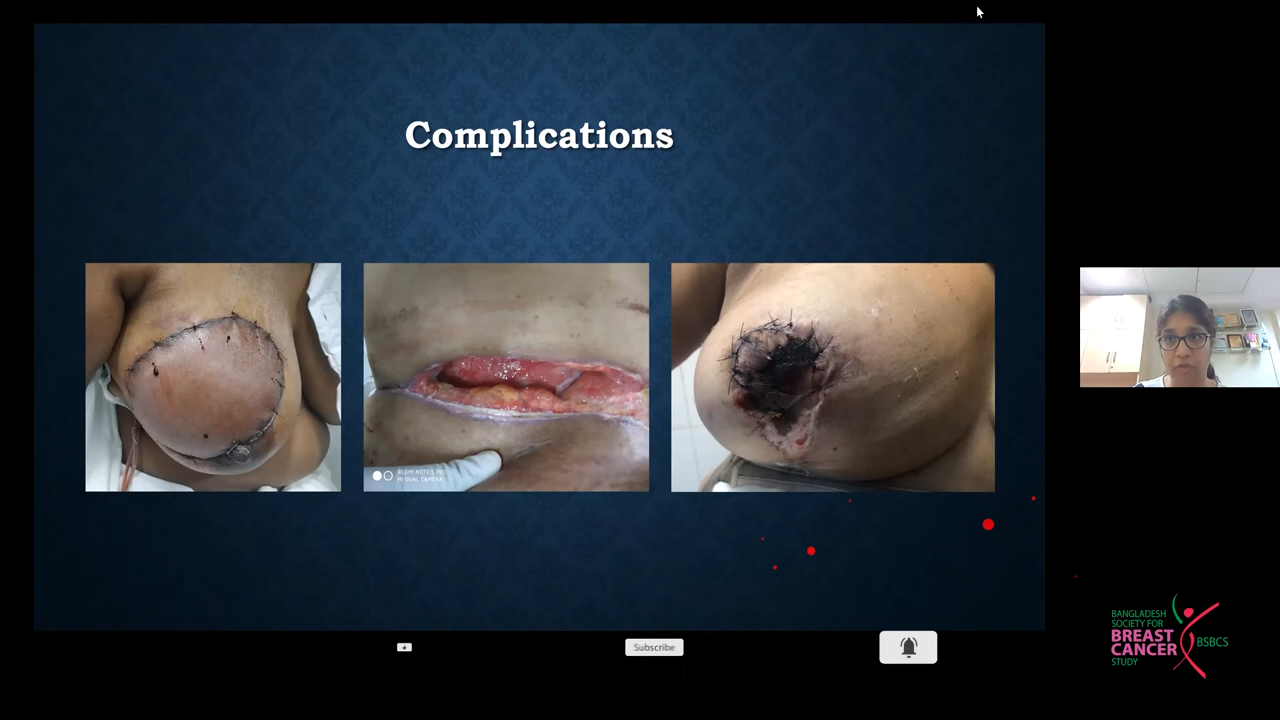 Complications
REDMI NOTE 5 PRO
MI DUAL CAMERA
Subscribe
BANGLADESH
SOCIETY FOR
BREAST
CANCER
STUDY
BSBCS